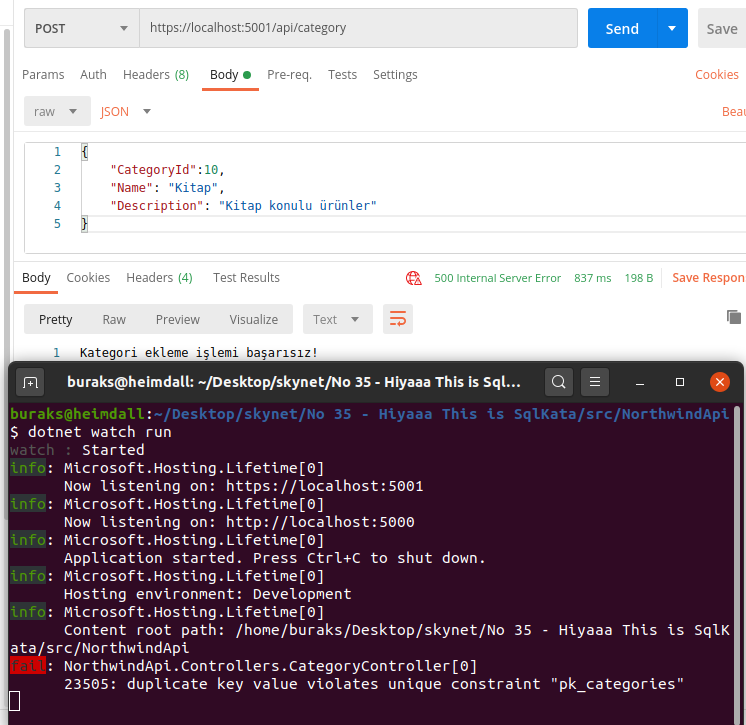 POST https://localhost:5001/api/category Send Save
Params Auth Headers (8) Body Pre-req. Tests Settings Cookies
raw JSON Beau
1 {
2 "CategoryId":10,
3 "Name": "Kitap",
4 "Description": "Kitap konulu ürünler"
5 }
Body Cookies Headers (4) Test Results 500 Internal Server Error 837 ms 198 B Save Respon
Pretty Raw Preview Visualize Text
1 Kategori ekleme işlemi başarısız!
buraks@heimdall: ~/Desktop/skynet/No 35 - Hiyaaa This is Sql...
buraks@heimdall:~/Desktop/skynet/No 35 - Hiyaaa This is SqlKata/src/NorthwindApi
$ dotnet watch run
watch : Started
info: Microsoft.Hosting.Lifetime[0]
Now listening on: https://localhost:5001
info: Microsoft.Hosting.Lifetime[0]
Now listening on: http://localhost:5000
info: Microsoft.Hosting.Lifetime[0]
Application started. Press Ctrl+C to shut down.
info: Microsoft.Hosting.Lifetime[0]
Hosting environment: Development
info: Microsoft.Hosting.Lifetime[0]
Content root path: /home/buraks/Desktop/skynet/No 35 - Hiyaaa This is SqlK
ata/src/NorthwindApi
fail: NorthwindApi.Controllers.CategoryController[0]
23505: duplicate key value violates unique constraint "pk_categories"